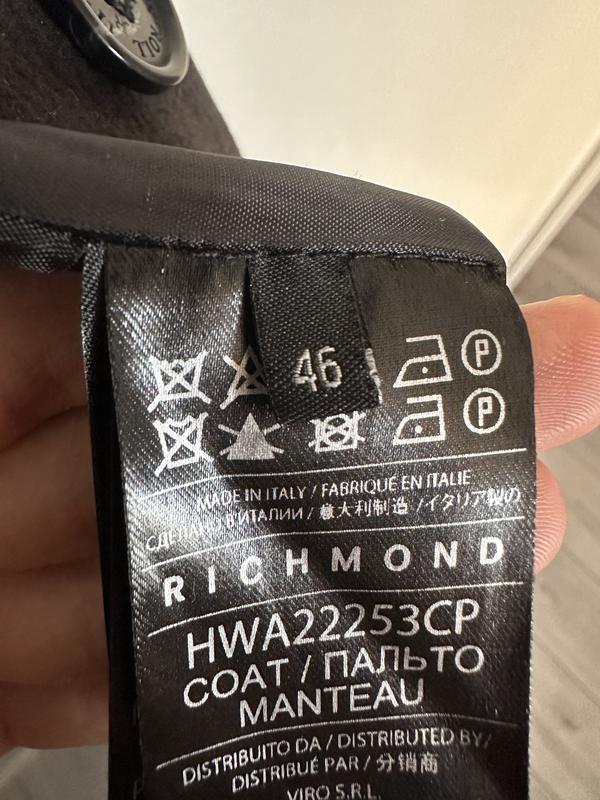 46
P
P
MADE IN ITALY / FABRIQUÉ EN ITALIE
СДЕЛАНО В ИТАЛИИ / 意大利制造 / イタリア製の
RICHMOND
HWA22253CP
COAT / ПАЛЬТО
MANTEAU
DISTRIBUITO DA / DISTRIBUTED BY/
DISTRIBUÉ PAR / 分销商
VIRO S.R.L.